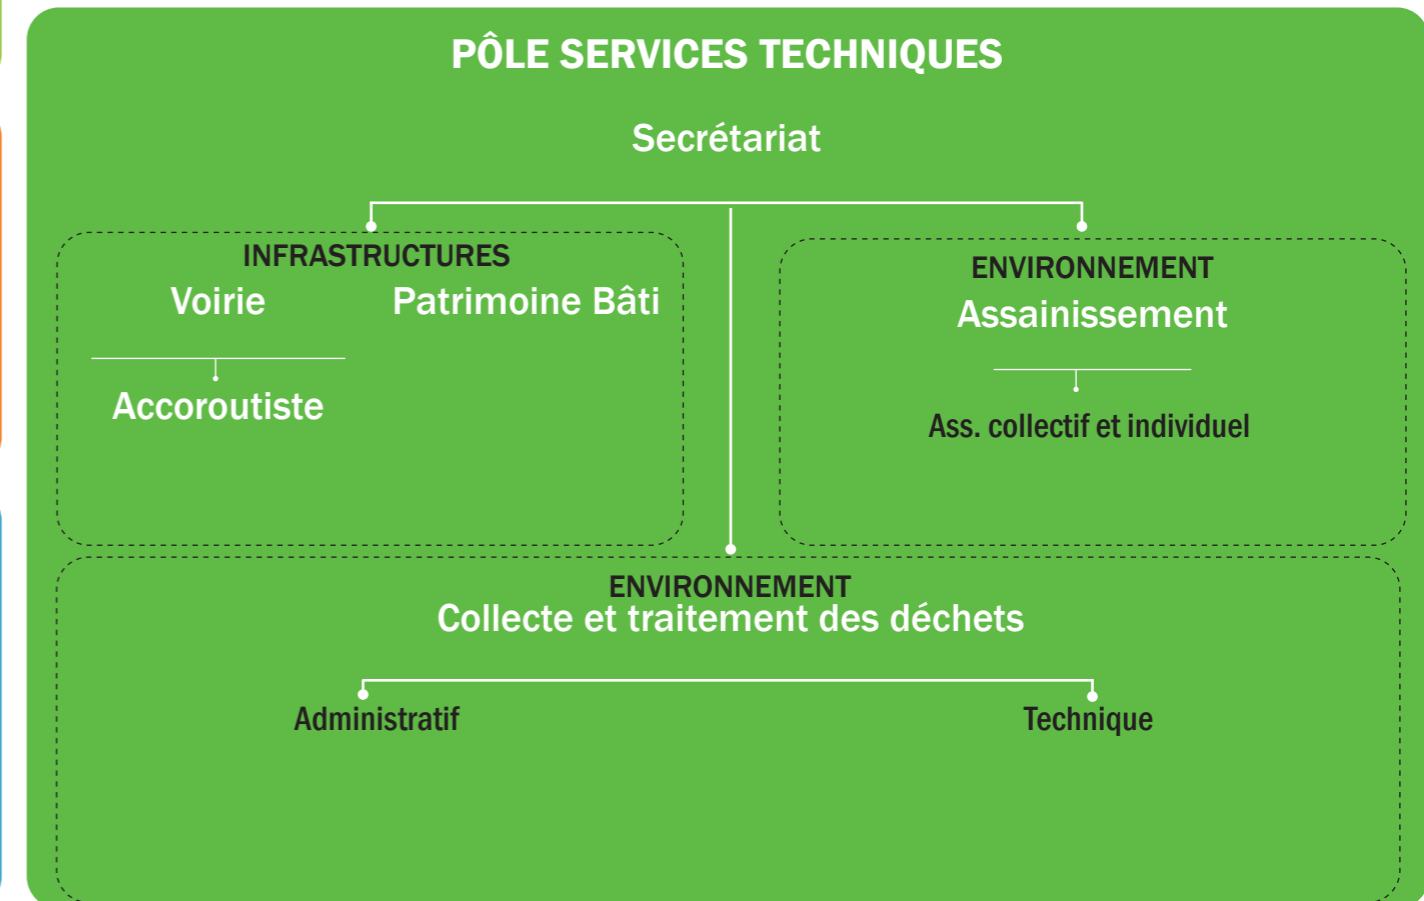 PÔLE SERVICES TECHNIQUES
Secrétariat
INFRASTRUCTURES
Voirie
Patrimoine Bâti
Accoroutiste
ENVIRONNEMENT
Assainissement
Ass. collectif et individuel
ENVIRONNEMENT
Collecte et traitement des déchets
Administratif
Technique